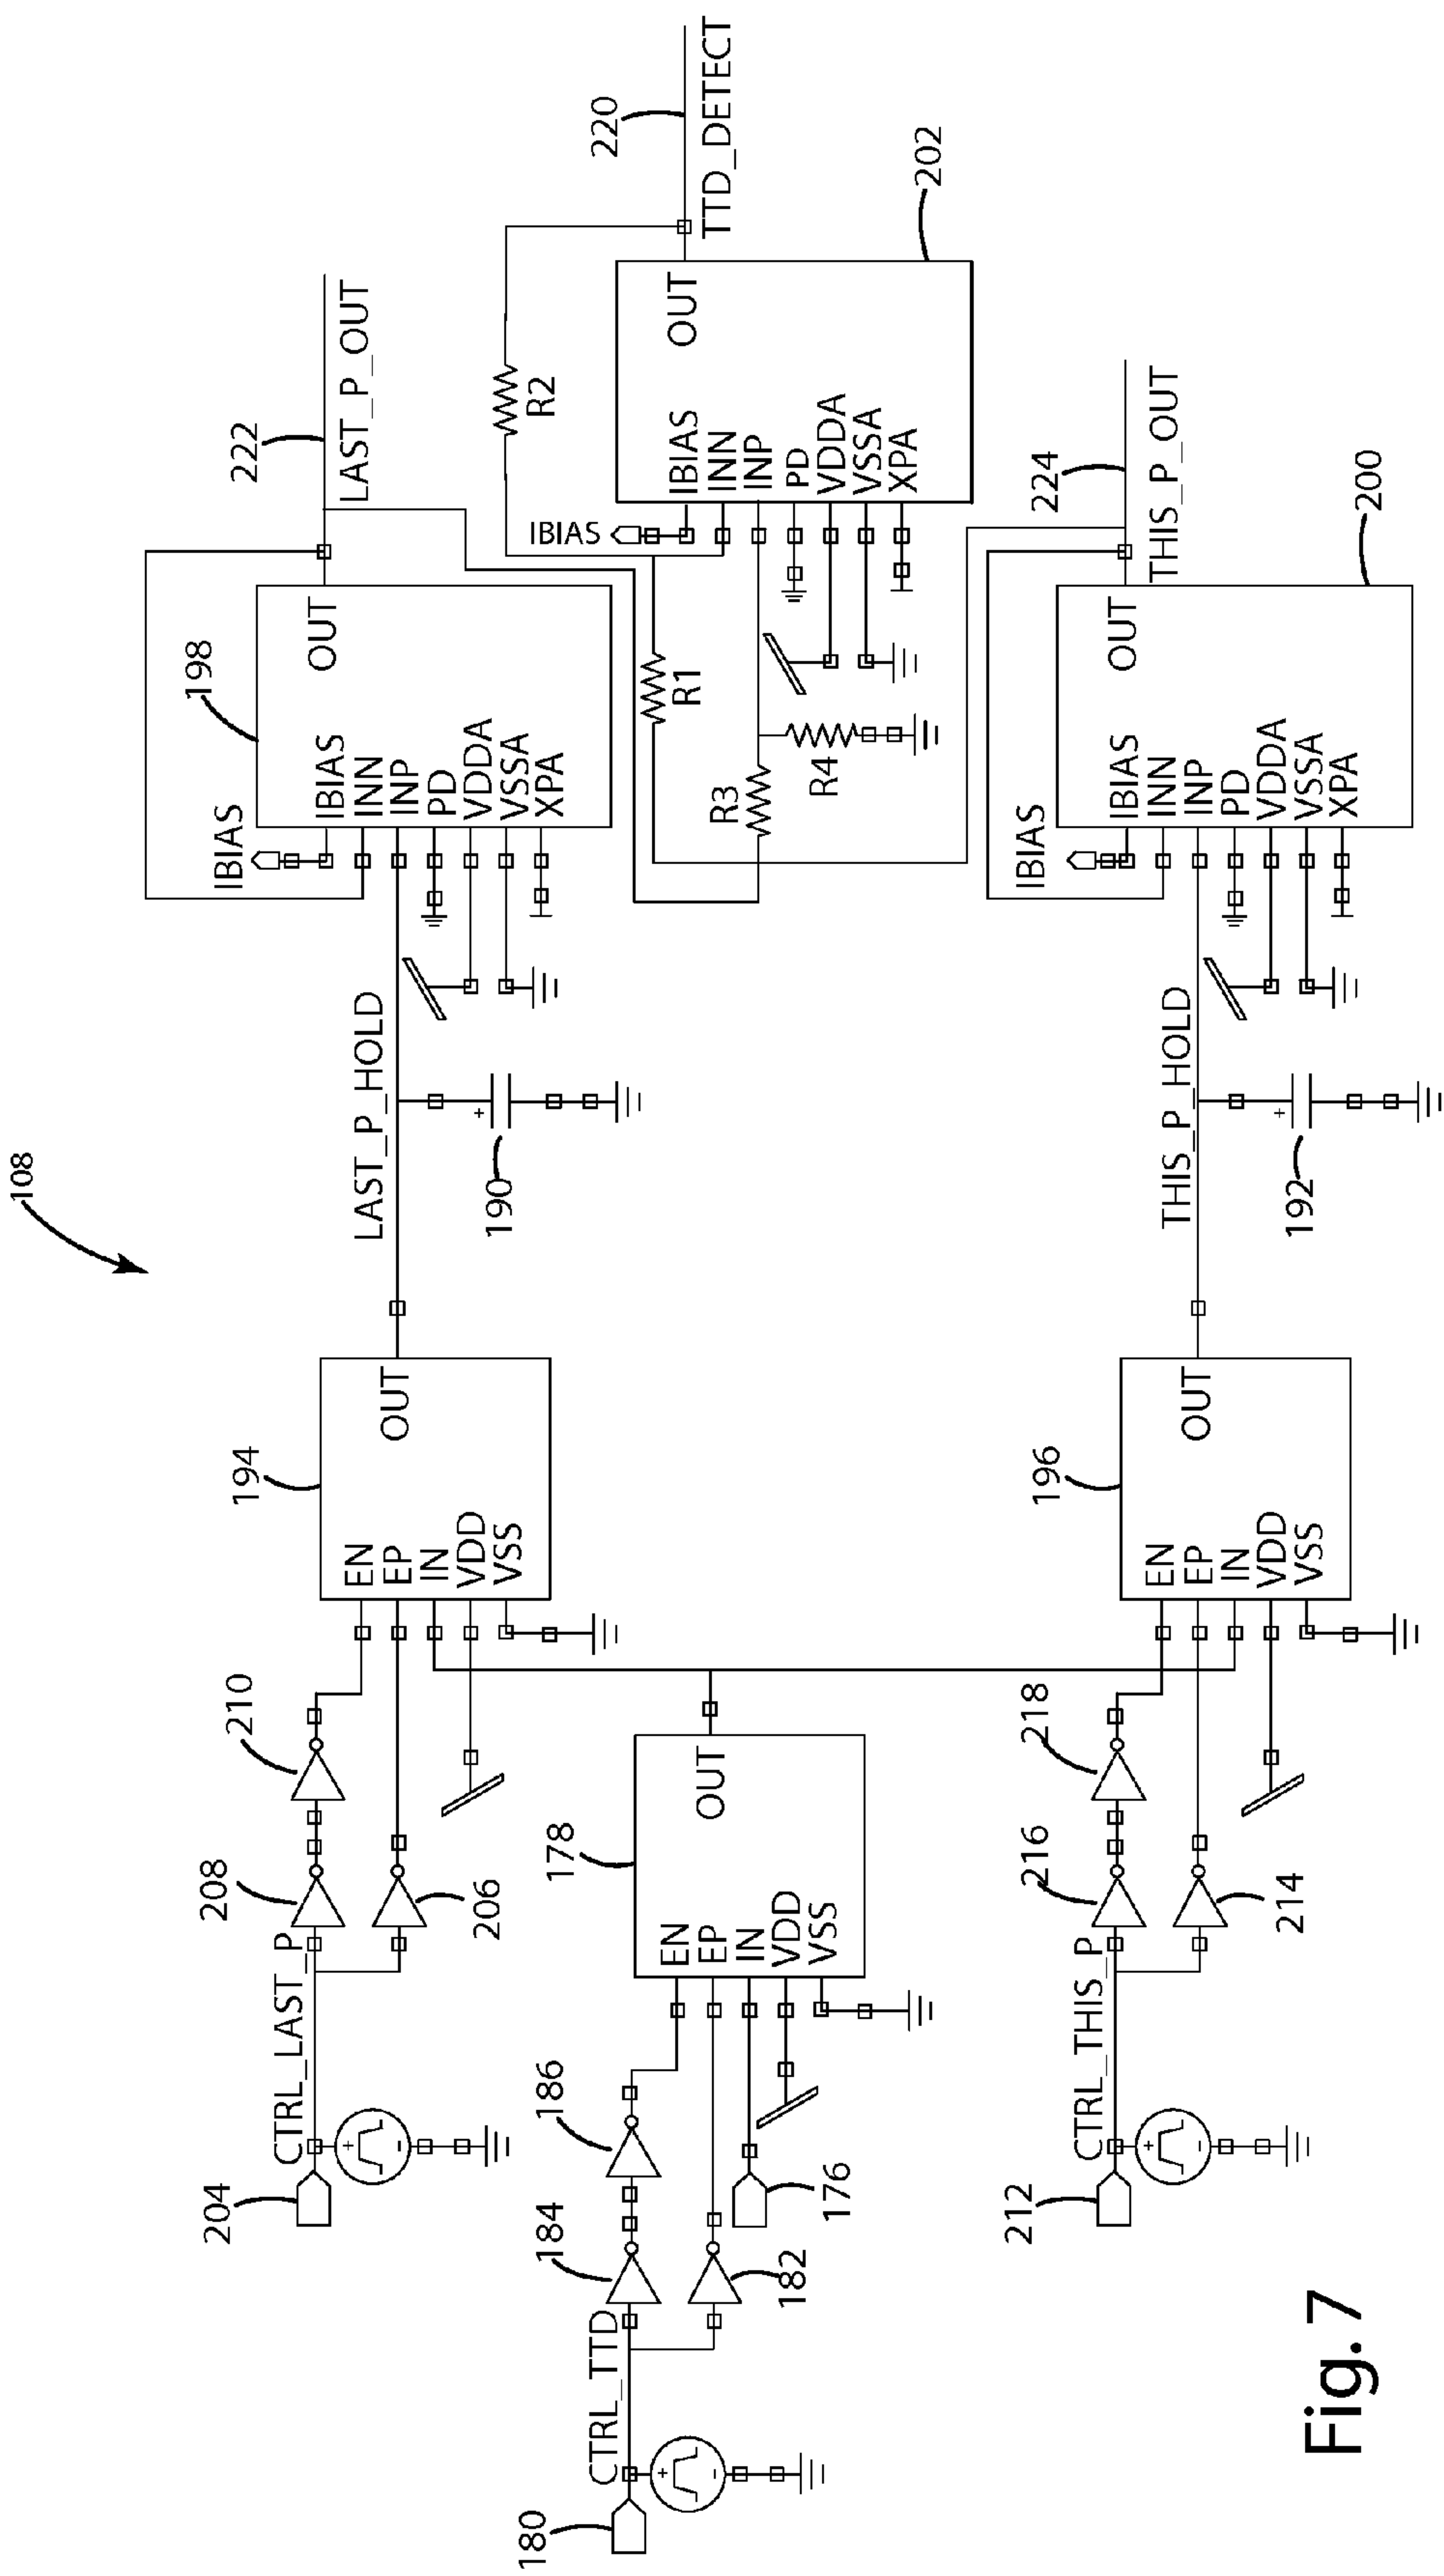 108
204
CTRL_LAST_P
208
210
206
194
EN
EP
IN
VDD
VSS
OUT
LAST_P_HOLD
190
198
IBIAS
IBIAS
INN
INP
PD
VDDA
VSSA
XPA
OUT
222
LAST_P_OUT
180
CTRL_TTD
184
186
182
176
178
EN
EP
IN
VDD
VSS
OUT
R1
R2
R3
R4
IBIAS
IBIAS
INN
INP
PD
VDDA
VSSA
XPA
OUT
202
220
TTD_DETECT
212
CTRL_THIS_P
216
218
214
196
EN
EP
IN
VDD
VSS
OUT
THIS_P_HOLD
192
IBIAS
IBIAS
INN
INP
PD
VDDA
VSSA
XPA
OUT
200
224
THIS_P_OUT
Fig. 7